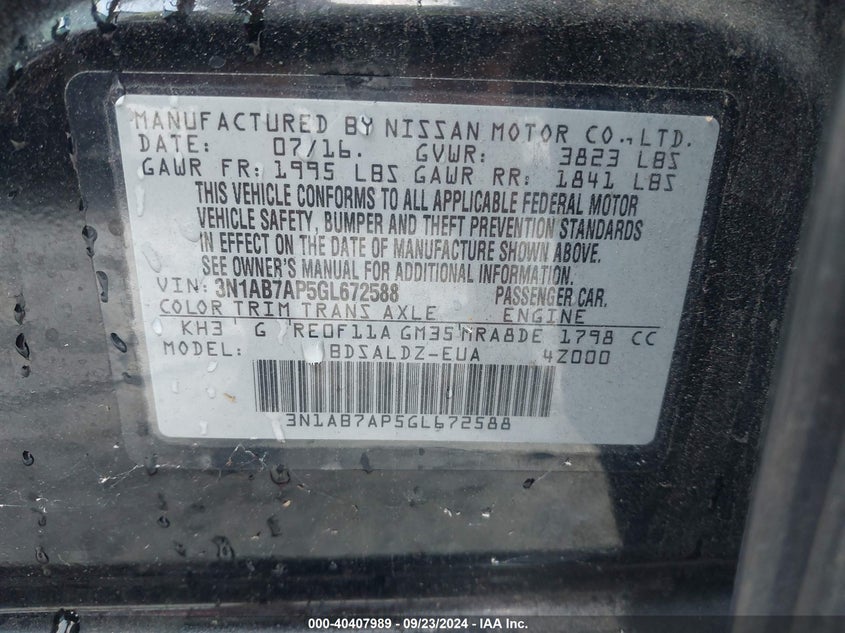 MANUFACTURED BY NISSAN MOTOR CO., LTD.
DATE: 07/16. GVWR: 3823 LBS
GAWR FR: 1995 LBS GAWR RR: 1841 LBS
THIS VEHICLE CONFORMS TO ALL APPLICABLE FEDERAL MOTOR
VEHICLE SAFETY, BUMPER AND THEFT PREVENTION STANDARDS
IN EFFECT ON THE DATE OF MANUFACTURE SHOWN ABOVE.
SEE OWNER'S MANUAL FOR ADDITIONAL INFORMATION.
VIN: 3N1AB7AP5GL672588 PASSENGER CAR.
COLOR TRIM TRANS AXLE ENGINE
KH3 G RE0F11A GM35 MRA8DE 1798 CC
MODEL: BDSALDZ-EUA 4Z000
3N1AB7AP5GL672588
000-40407989 - 09/23/2024 - IAA